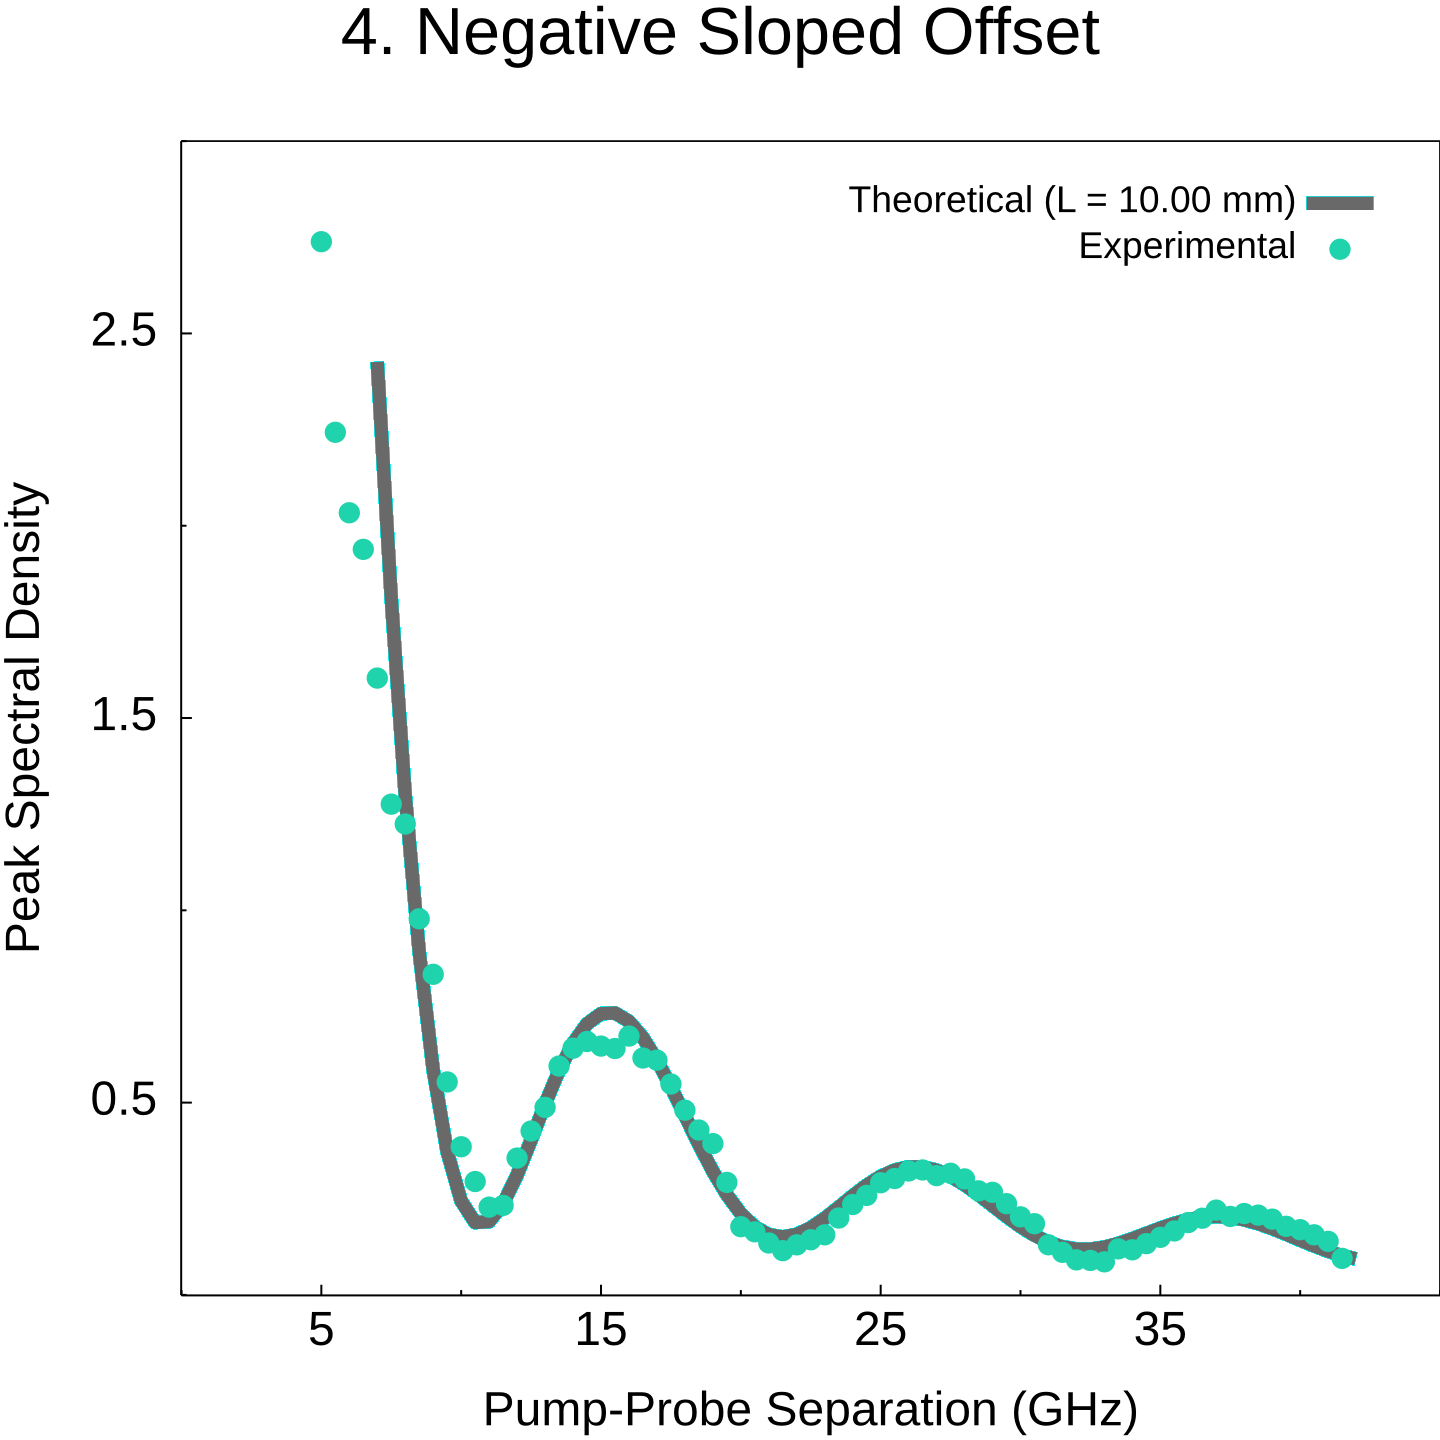 4. Negative Sloped Offset
Theoretical (L = 10.00 mm)
Experimental
2.5
1.5
0.5
Peak Spectral Density
5
15
25
35
Pump-Probe Separation (GHz)